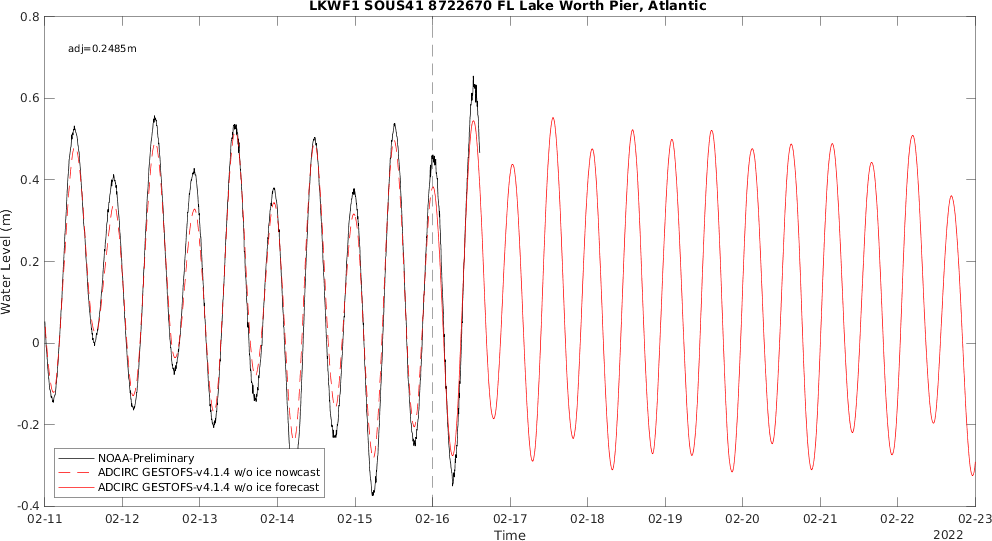 LKWF1 SOUS41 8722670 FL Lake Worth Pier, Atlantic
0.8
adj=0.2485m
0.6
0.4
0.2
0
-0.2
-0.4
Water Level (m)
NOAA-Preliminary
ADCIRC GESTOFS-v4.1.4 w/o ice nowcast
ADCIRC GESTOFS-v4.1.4 w/o ice forecast
02-11 02-12 02-13 02-14 02-15 02-16 02-17 02-18 02-19 02-20 02-21 02-22 02-23
Time
2022